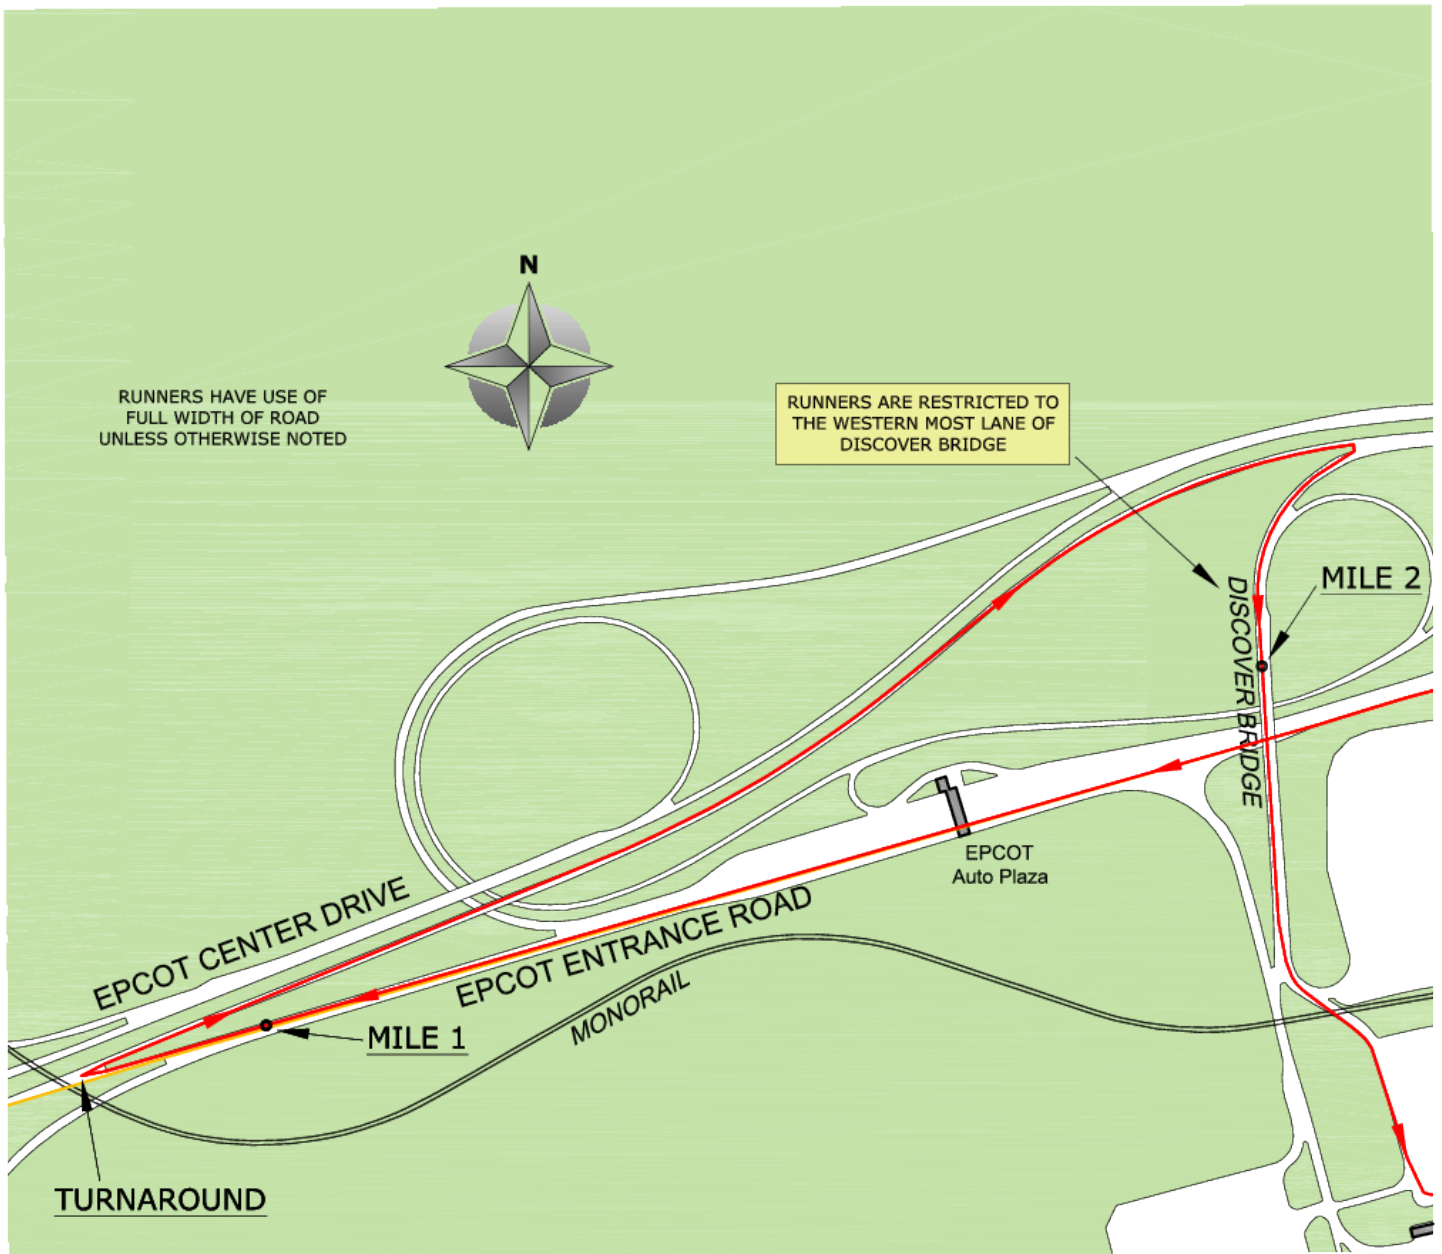 N
RUNNERS HAVE USE OF
FULL WIDTH OF ROAD
UNLESS OTHERWISE NOTED
RUNNERS ARE RESTRICTED TO
THE WESTERN MOST LANE OF
DISCOVER BRIDGE
MILE 2
DISCOVER BRIDGE
EPCOT
Auto Plaza
EPCOT CENTER DRIVE
EPCOT ENTRANCE ROAD
MONORAIL
MILE 1
TURNAROUND